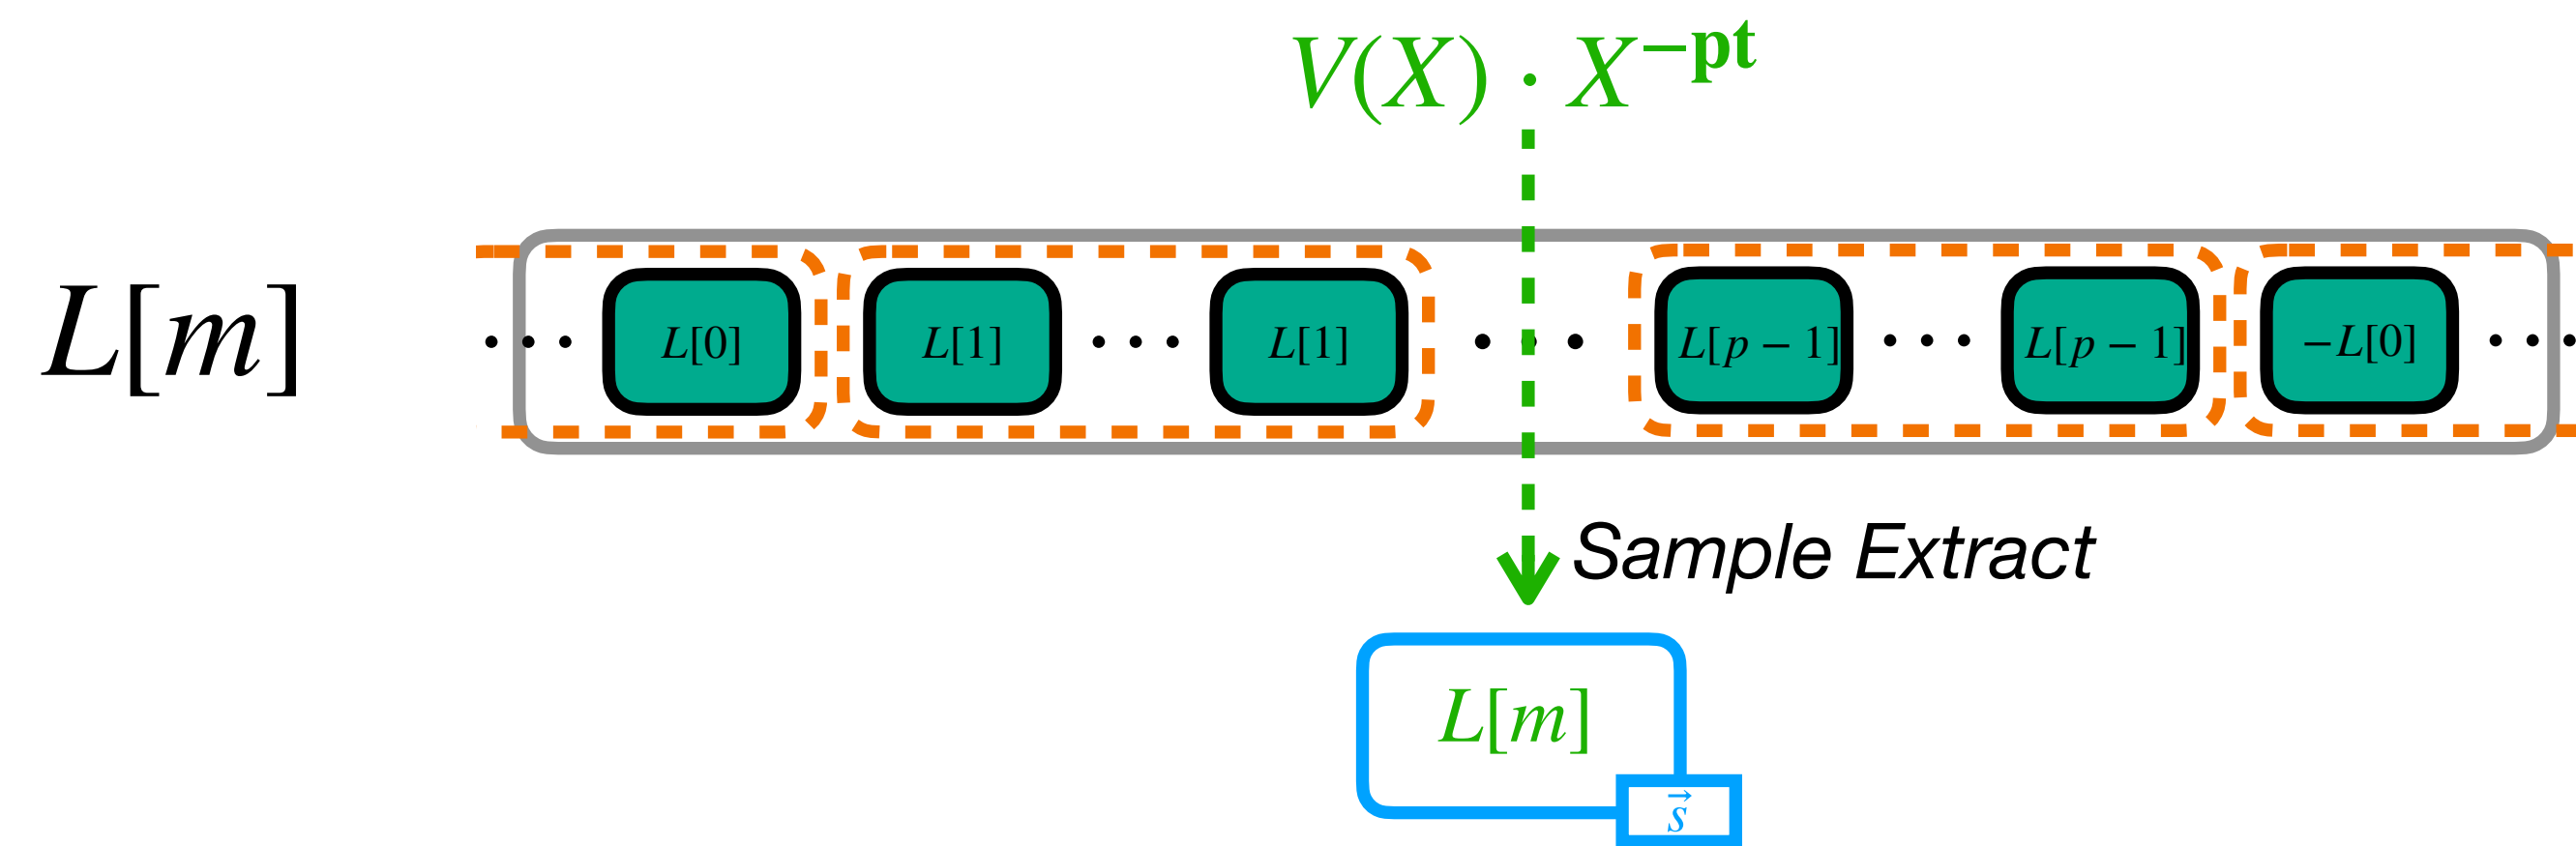 V(X) · X^{−pt}
L[m] ··· L[0] L[1] ··· L[1] ··· L[p − 1] ··· L[p − 1] −L[0] ···
Sample Extract
L[m]
s⃗